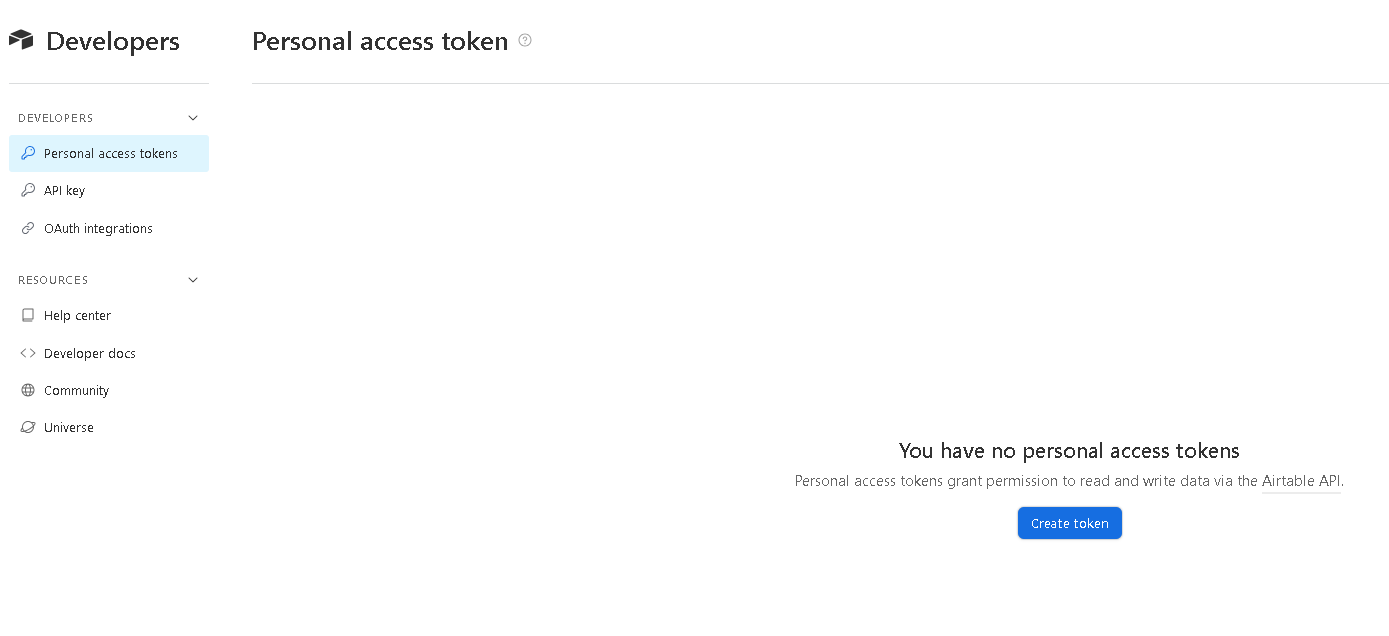 Developers
Personal access token
DEVELOPERS
Personal access tokens
API key
OAuth integrations
RESOURCES
Help center
Developer docs
Community
Universe
You have no personal access tokens
Personal access tokens grant permission to read and write data via the Airtable API.
Create token